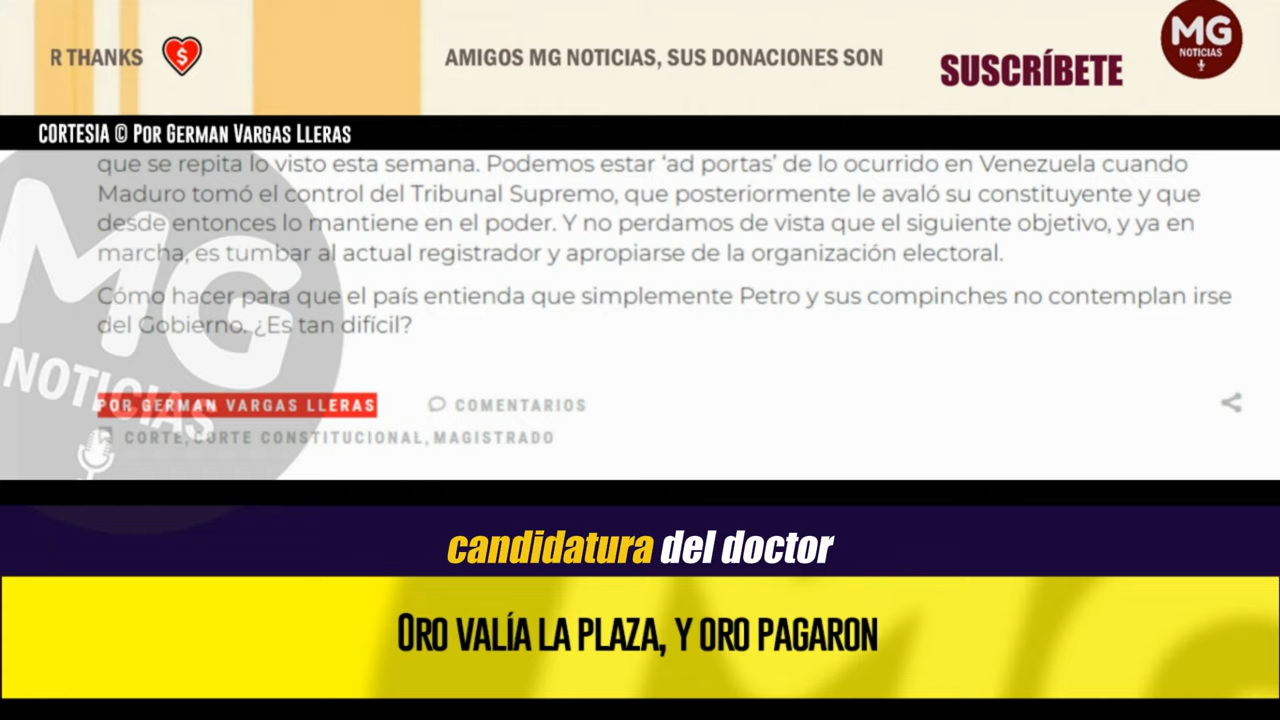 R THANKS
AMIGOS MG NOTICIAS, SUS DONACIONES SON
SUSCRÍBETE
MG
NOTICIAS
CORTESIA © POR GERMAN VARGAS LLERAS
que se repita lo visto esta semana. Podemos estar ‘ad portas’ de lo ocurrido en Venezuela cuando
Maduro tomó el control del Tribunal Supremo, que posteriormente le avaló su constituyente y que
desde entonces lo mantiene en el poder. Y no perdamos de vista que el siguiente objetivo, y ya en
marcha, es tumbar al actual registrador y apropiarse de la organización electoral.
Cómo hacer para que el país entienda que simplemente Petro y sus compinches no contemplan irse
del Gobierno. ¿Es tan difícil?
MG
NOTICIAS
POR GERMAN VARGAS LLERAS
COMENTARIOS
CORTE, CORTE CONSTITUCIONAL, MAGISTRADO
candidatura del doctor
ORO VALÍA LA PLAZA, Y ORO PAGARON